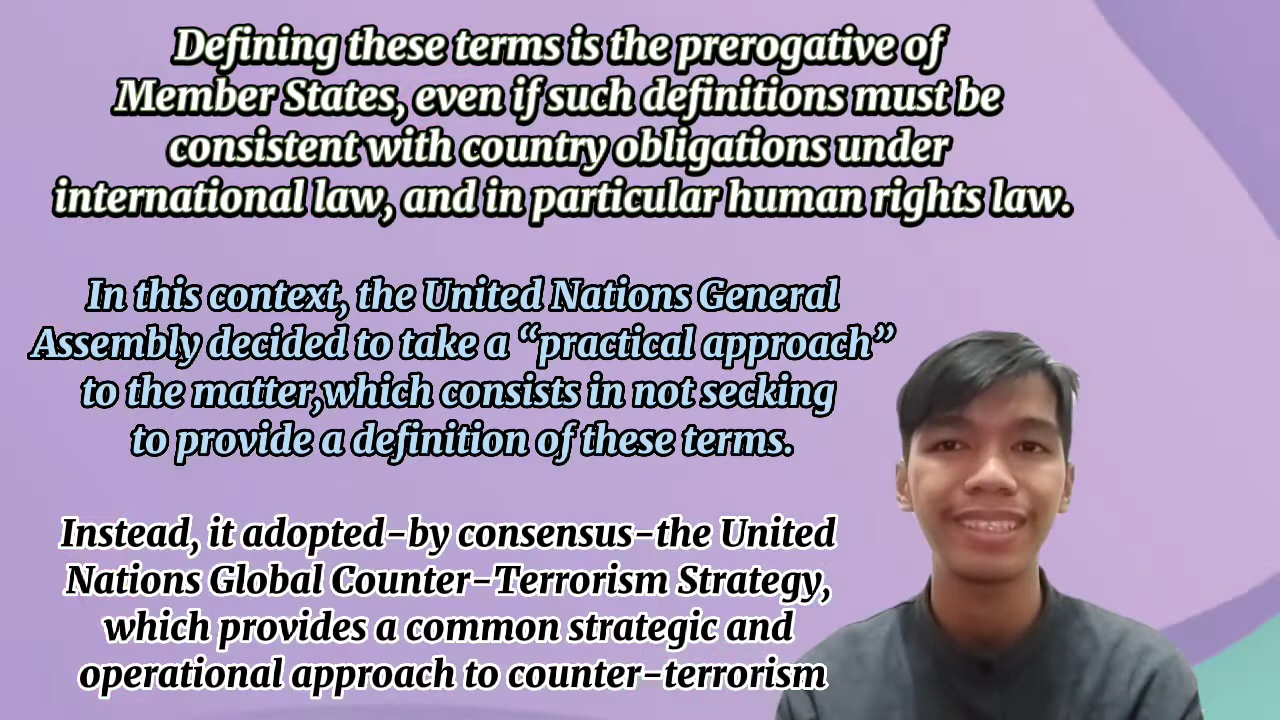 Defining these terms is the prerogative of
Member States, even if such definitions must be
consistent with country obligations under
international law, and in particular human rights law.
In this context, the United Nations General
Assembly decided to take a “practical approach”
to the matter,which consists in not secking
to provide a definition of these terms.
Instead, it adopted-by consensus-the United
Nations Global Counter-Terrorism Strategy,
which provides a common strategic and
operational approach to counter-terrorism